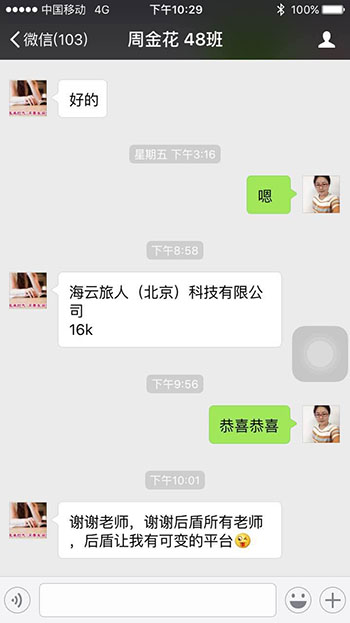 中国移动 4G 下午10:29 100%
微信(103) 周金花 48班
好的
星期五 下午3:16
嗯
下午8:58
海云旅人（北京）科技有限公
司
16k
下午9:56
恭喜恭喜
下午10:01
谢谢老师，谢谢后盾所有老师
，后盾让我有可变的平台